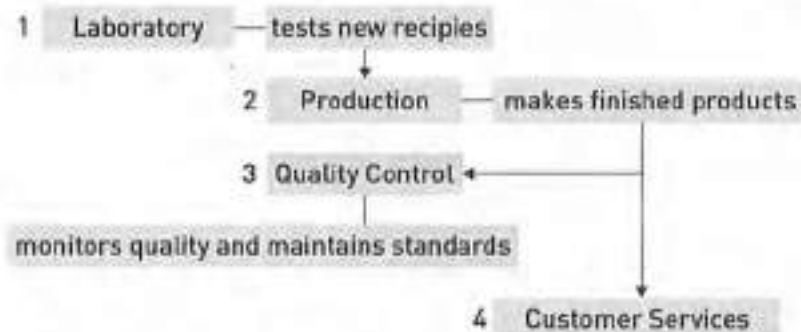 1 Laboratory tests new recipies
2 Production makes finished products
3 Quality Control
monitors quality and maintains standards
4 Customer Services